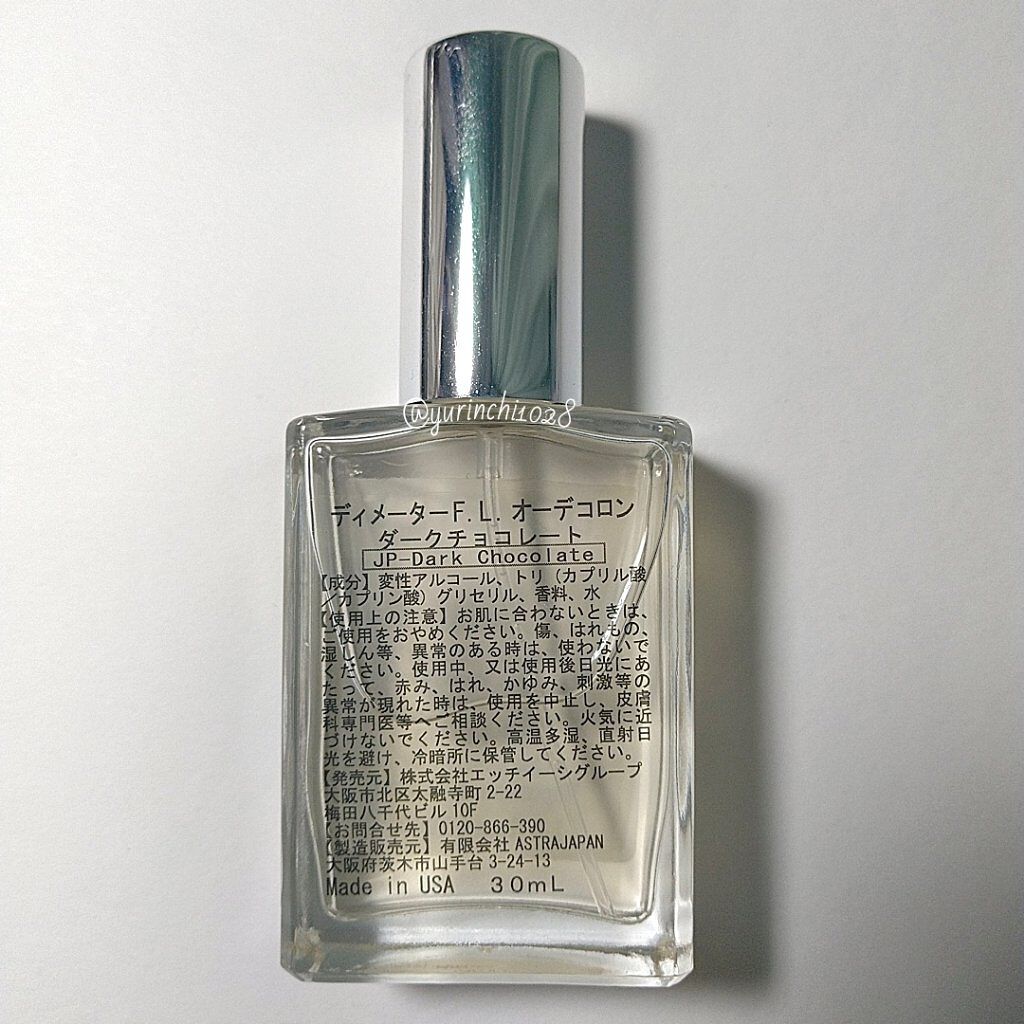 @yurinchi1028
ディメーターF.L. オーデコロン
ダークチョコレート
JP-Dark Chocolate
【成分】変性アルコール、トリ（カプリル酸
／カプリン酸）グリセリル、香料、水
【使用上の注意】お肌に合わないときは、
ご使用をおやめください。傷、はれもの、
湿しん等、異常のある時は、使わないで
ください。使用中、又は使用後日光にあ
たって、赤み、はれ、かゆみ、刺激等の
異常が現れた時は、使用を中止し、皮膚
科専門医等へご相談ください。火気に近
づけないでください。高温多湿、直射日
光を避け、冷暗所に保管してください。
【発売元】株式会社エッチイーシグループ
大阪市北区太融寺町 2-22
梅田八千代ビル 10F
【お問合せ先】0120-866-390
【製造販売元】有限会社 ASTRAJAPAN
大阪府茨木市山手台 3-24-13
Made in USA 30mL